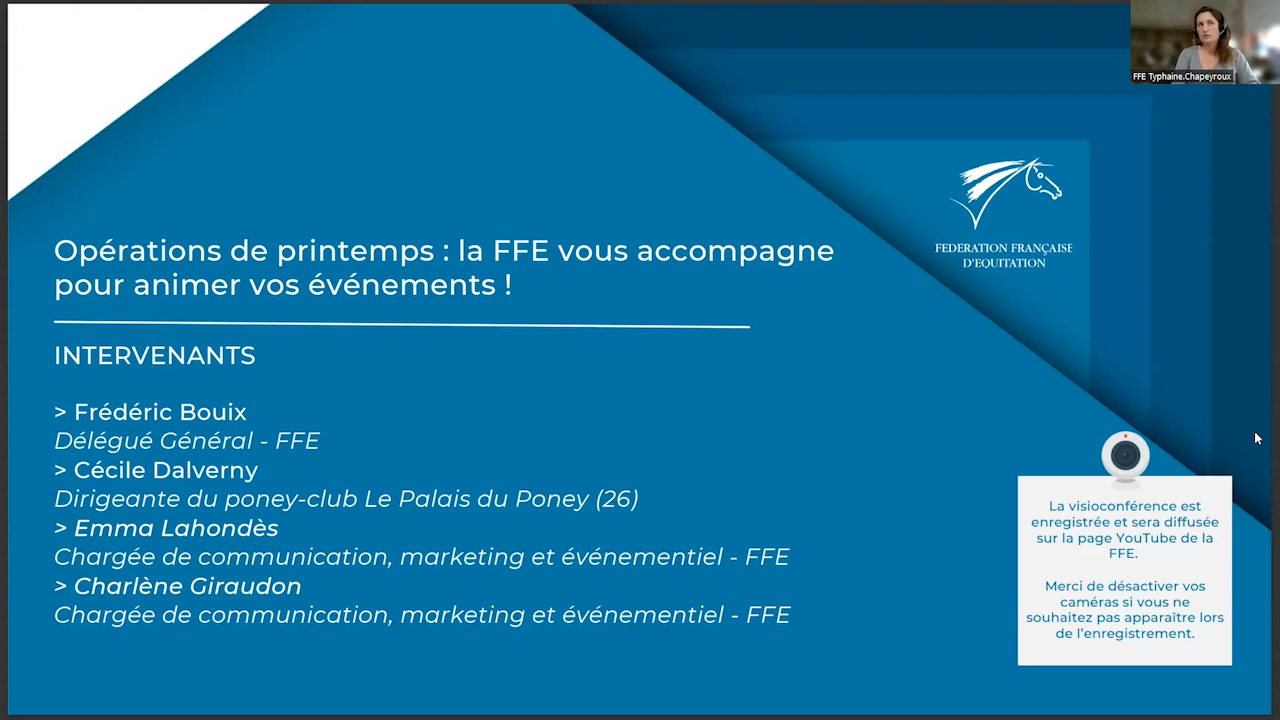 FFE Typhaine.Chapeyroux
FEDERATION FRANÇAISE
D'EQUITATION
Opérations de printemps : la FFE vous accompagne
pour animer vos événements !
INTERVENANTS
> Frédéric Bouix
Délégué Général - FFE
> Cécile Dalverny
Dirigeante du poney-club Le Palais du Poney (26)
> Emma Lahondès
Chargée de communication, marketing et événementiel - FFE
> Charlène Giraudon
Chargée de communication, marketing et événementiel - FFE
La visioconférence est
enregistrée et sera diffusée
sur la page YouTube de la
FFE.
Merci de désactiver vos
caméras si vous ne
souhaitez pas apparaître lors
de l'enregistrement.